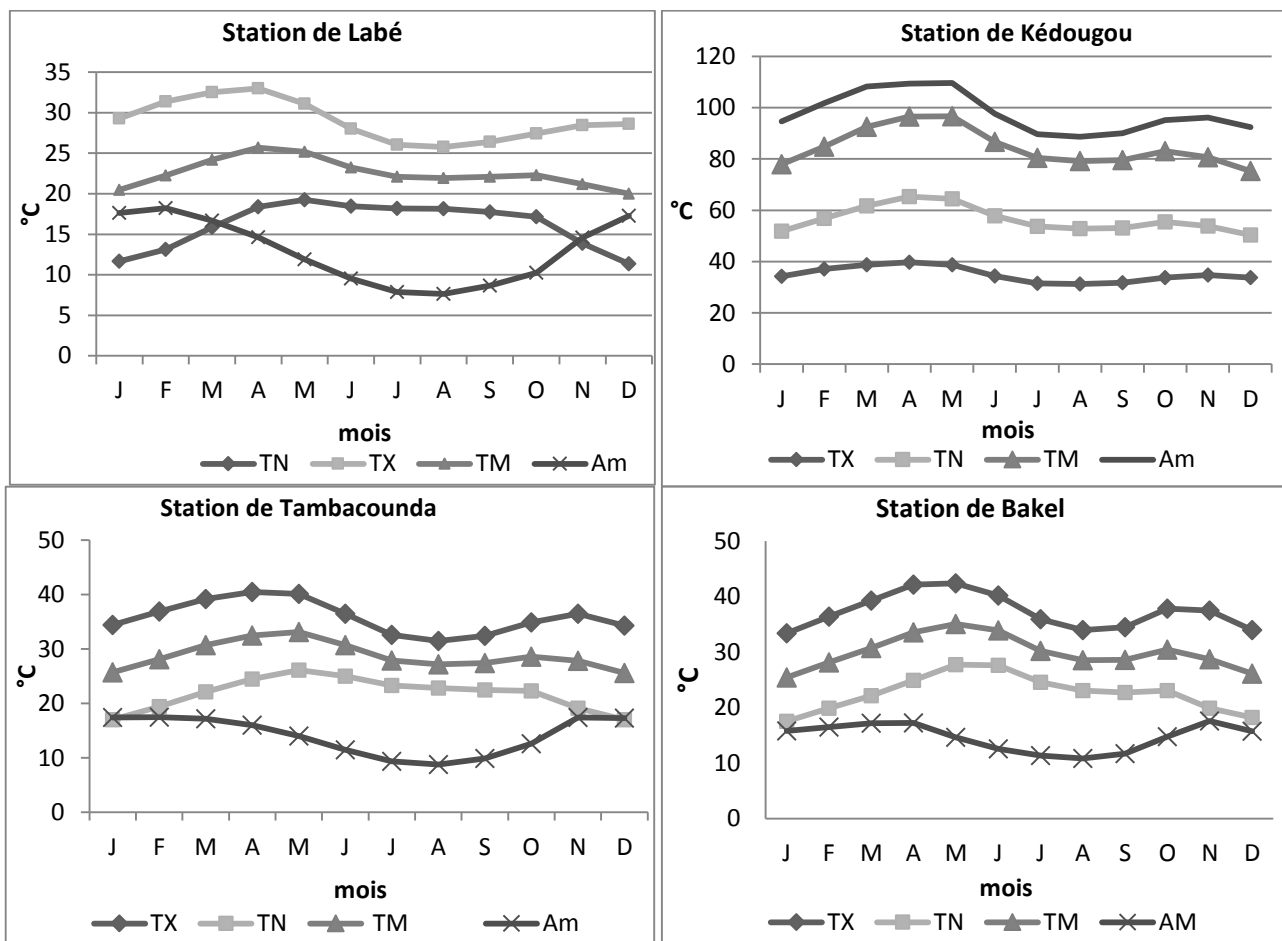 Station de Labé
35
30
25
20
15
10
5
0
°C
J F M A M J J A S O N D
mois
TN TX TM Am
Station de Kédougou
120
100
80
60
40
20
0
°C
J F M A M J J A S O N D
mois
TX TN TM Am
Station de Tambacounda
50
40
30
20
10
0
°C
J F M A M J J A S O N D
mois
TX TN TM Am
Station de Bakel
50
40
30
20
10
0
°C
J F M A M J J A S O N D
mois
TX TN TM AM